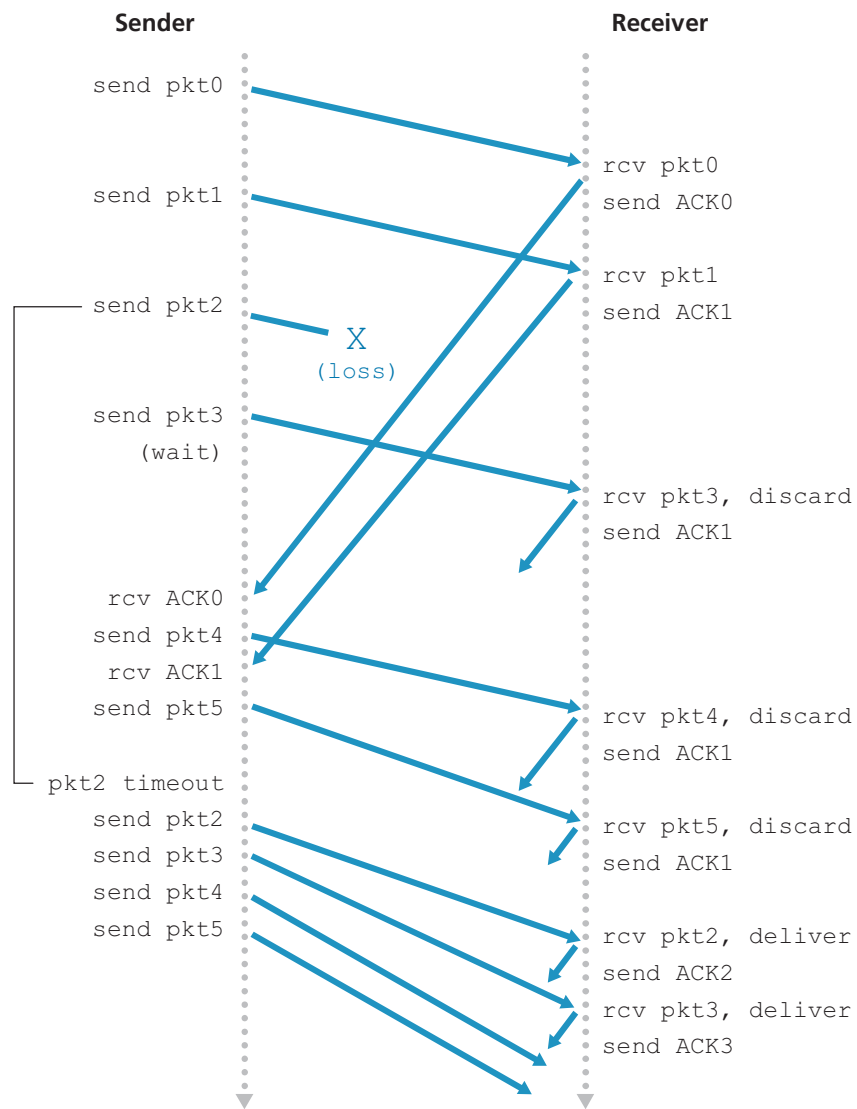 Sender
Receiver
send pkt0
rcv pkt0
send ACK0
send pkt1
rcv pkt1
send ACK1
send pkt2
X
(loss)
send pkt3
(wait)
rcv pkt3, discard
send ACK1
rcv ACK0
send pkt4
rcv ACK1
send pkt5
rcv pkt4, discard
send ACK1
pkt2 timeout
send pkt2
send pkt3
send pkt4
send pkt5
rcv pkt5, discard
send ACK1
rcv pkt2, deliver
send ACK2
rcv pkt3, deliver
send ACK3